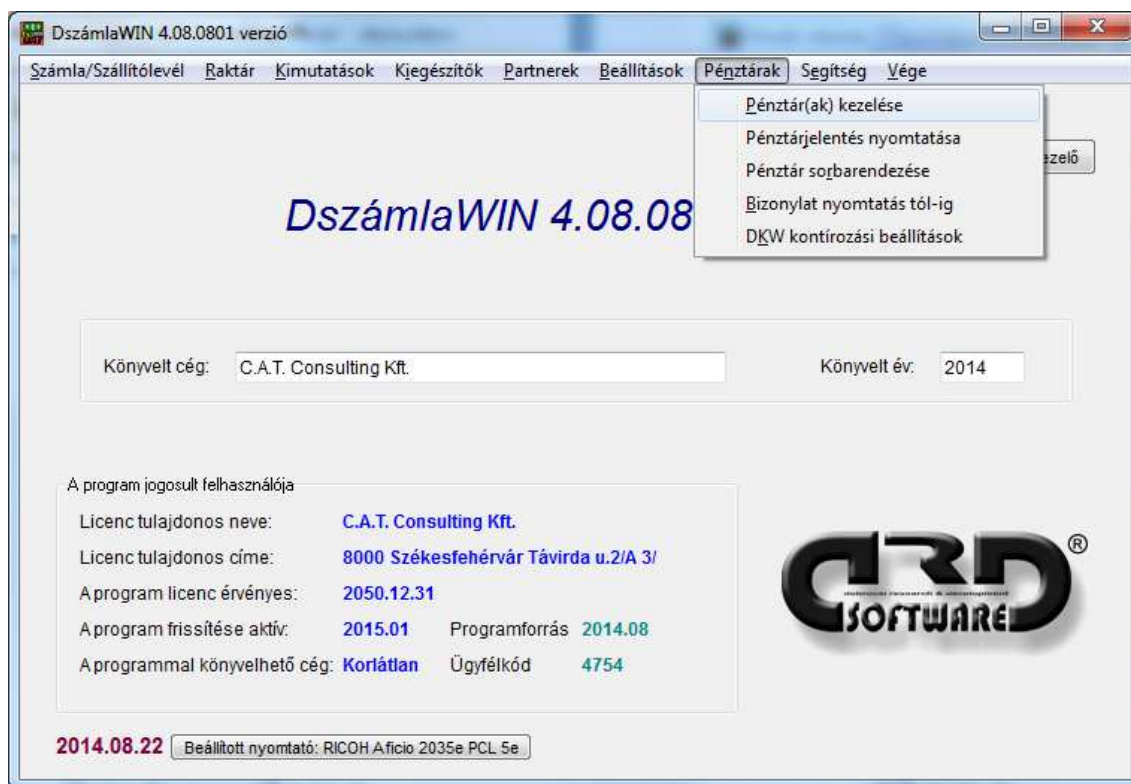 DszámlaWIN 4.08.0801 verzió
Számla/Szállítólevél Raktár Kimutatások Kiegészítők Partnerek Beállítások Pénztárak Segítség Vége
Pénztár(ak) kezelése
Pénztárjelentés nyomtatása
Pénztár sorbarendezése
Bizonylat nyomtatás tól-ig
DKW kontírozási beállítások
ezelő
DszámlaWIN 4.08.08
Könyvelt cég: C.A.T. Consulting Kft. Könyvelt év: 2014
A program jogosult felhasználója
Licenc tulajdonos neve: C.A.T. Consulting Kft.
Licenc tulajdonos címe: 8000 Székesfehérvár Távirda u.2/A 3/
A program licenc érvényes: 2050.12.31
A program frissítése aktív: 2015.01 Programforrás 2014.08
A programmal könyvelhető cég: Korlátlan Ügyfélkód 4754
DRD ®
SOFTWARE
2014.08.22 Beállított nyomtató: RICOH Aficio 2035e PCL 5e